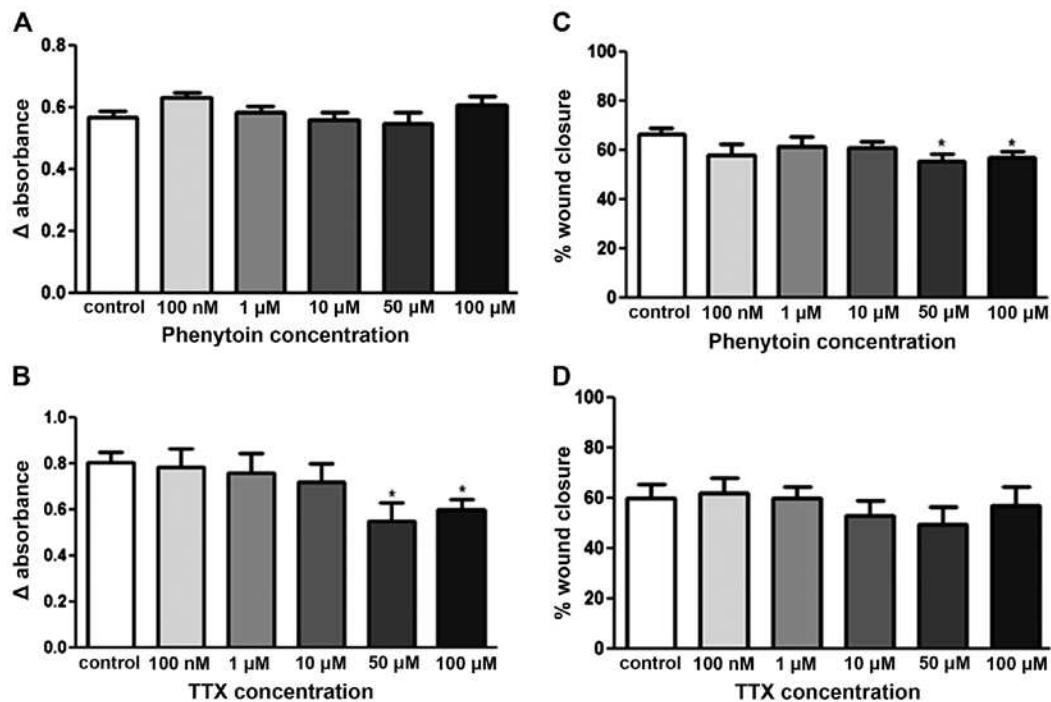 A
0.8
0.6
0.4
0.2
0.0
Δ absorbance
control 100 nM 1 µM 10 µM 50 µM 100 µM
Phenytoin concentration
B
1.0
0.8
0.6
0.4
0.2
0.0
Δ absorbance
* *
control 100 nM 1 µM 10 µM 50 µM 100 µM
TTX concentration
C
100
80
60
40
20
0
% wound closure
* *
control 100 nM 1 µM 10 µM 50 µM 100 µM
Phenytoin concentration
D
100
80
60
40
20
0
% wound closure
control 100 nM 1 µM 10 µM 50 µM 100 µM
TTX concentration